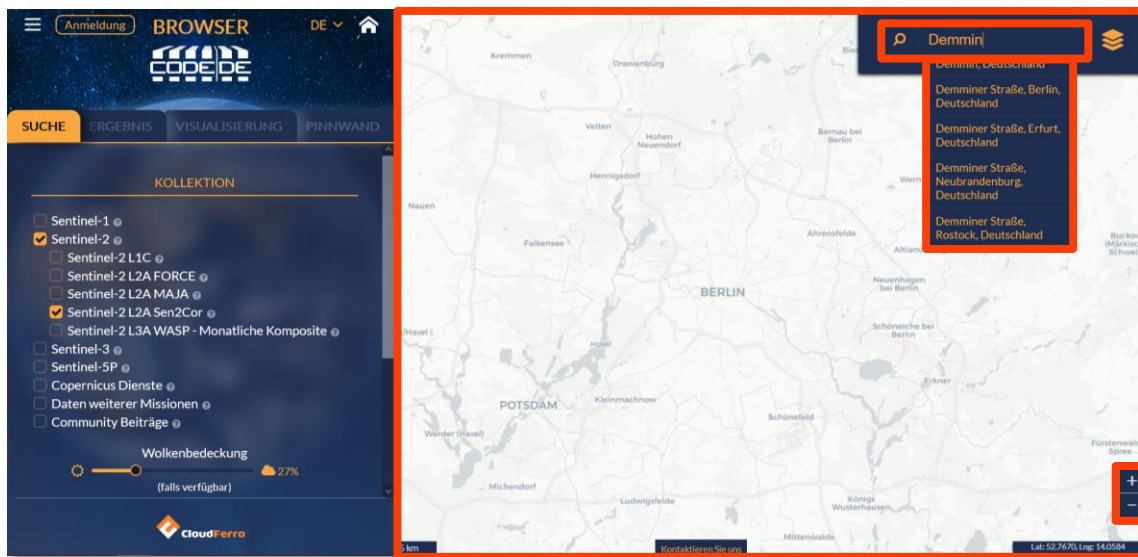 Anmeldung
BROWSER
DE
CODE DE
SUCHE
ERGEBNIS
VISUALISIERUNG
PINNWAND
KOLLEKTION
Sentinel-1
Sentinel-2
Sentinel-2 L1C
Sentinel-2 L2A FORCE
Sentinel-2 L2A MAJA
Sentinel-2 L2A Sen2Cor
Sentinel-2 L3A WASP - Monatliche Komposite
Sentinel-3
Sentinel-5P
Copernicus Dienste
Daten weiterer Missionen
Community Beiträge
Wolkenbedeckung
27%
(falls verfügbar)
CloudFerro
Demmin
Demmin, Deutschland
Demminer Straße, Berlin,
Deutschland
Demminer Straße, Erfurt,
Deutschland
Demminer Straße,
Neubrandenburg,
Deutschland
Demminer Straße,
Rostock, Deutschland
Kremmen
Oranienburg
Velten
Hohen
Neuendorf
Bernau bei
Berlin
Hennigsdorf
Nauen
Falkensee
Ahrensfelde
BERLIN
Neuenhagen
bei Berlin
Schöneiche bei
Berlin
Havel
Erkner
POTSDAM
Kleinmachnow
Schönefeld
Werder (Havel)
Michendorf
Ludwigsfelde
Königs
Wusterhausen
Mittenwalde
+
−
km
Kontaktieren Sie uns
Lat: 52.7670, Lng: 14.0584